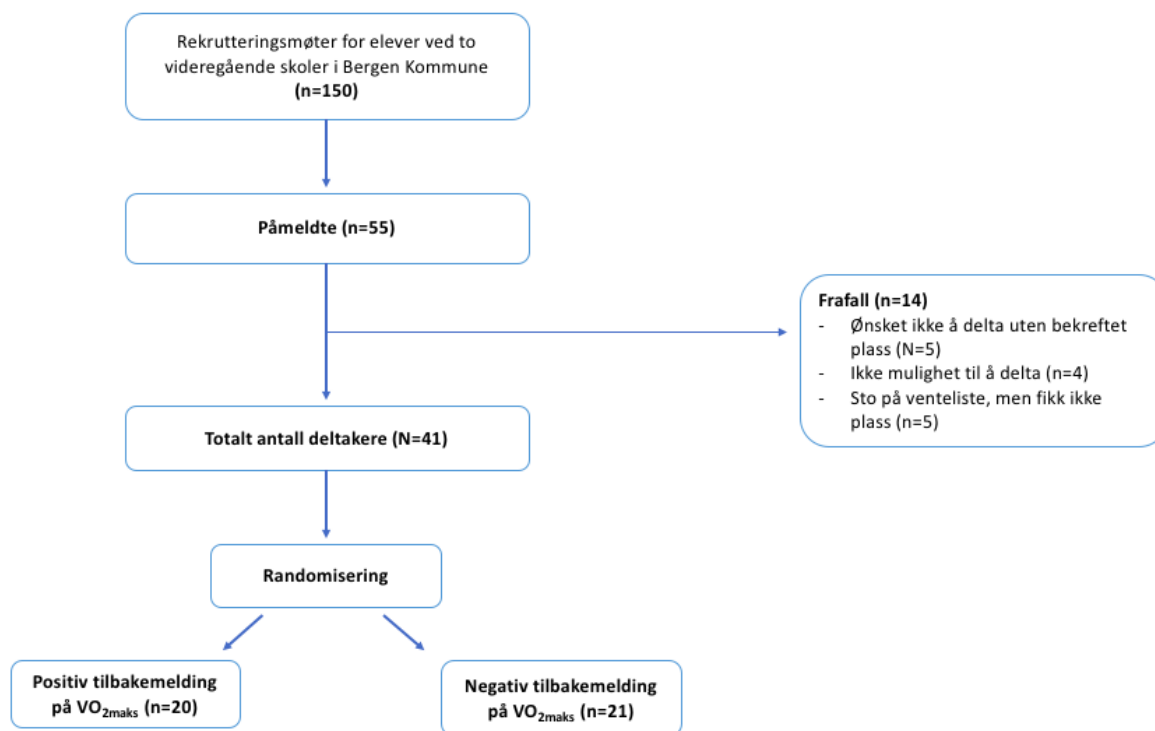 Rekrutteringsmøter for elever ved to
videregående skoler i Bergen Kommune
(n=150)
Påmeldte (n=55)
Frafall (n=14)
- Ønsket ikke å delta uten bekreftet
plass (N=5)
- Ikke mulighet til å delta (n=4)
- Sto på venteliste, men fikk ikke
plass (n=5)
Totalt antall deltakere (N=41)
Randomisering
Positiv tilbakemelding
på VO2maks (n=20)
Negativ tilbakemelding
på VO2maks (n=21)